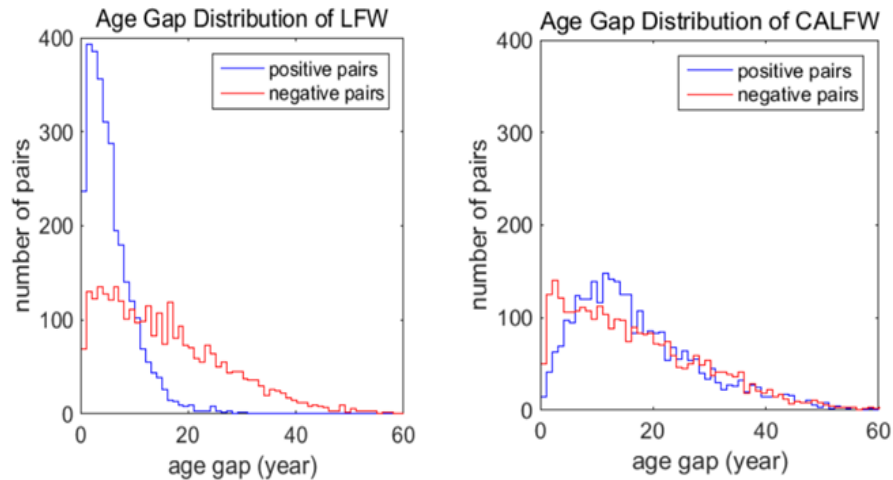 Age Gap Distribution of LFW
400
300
200
100
0
0
20
40
60
number of pairs
age gap (year)
positive pairs
negative pairs
Age Gap Distribution of CALFW
400
300
200
100
0
0
20
40
60
number of pairs
age gap (year)
positive pairs
negative pairs